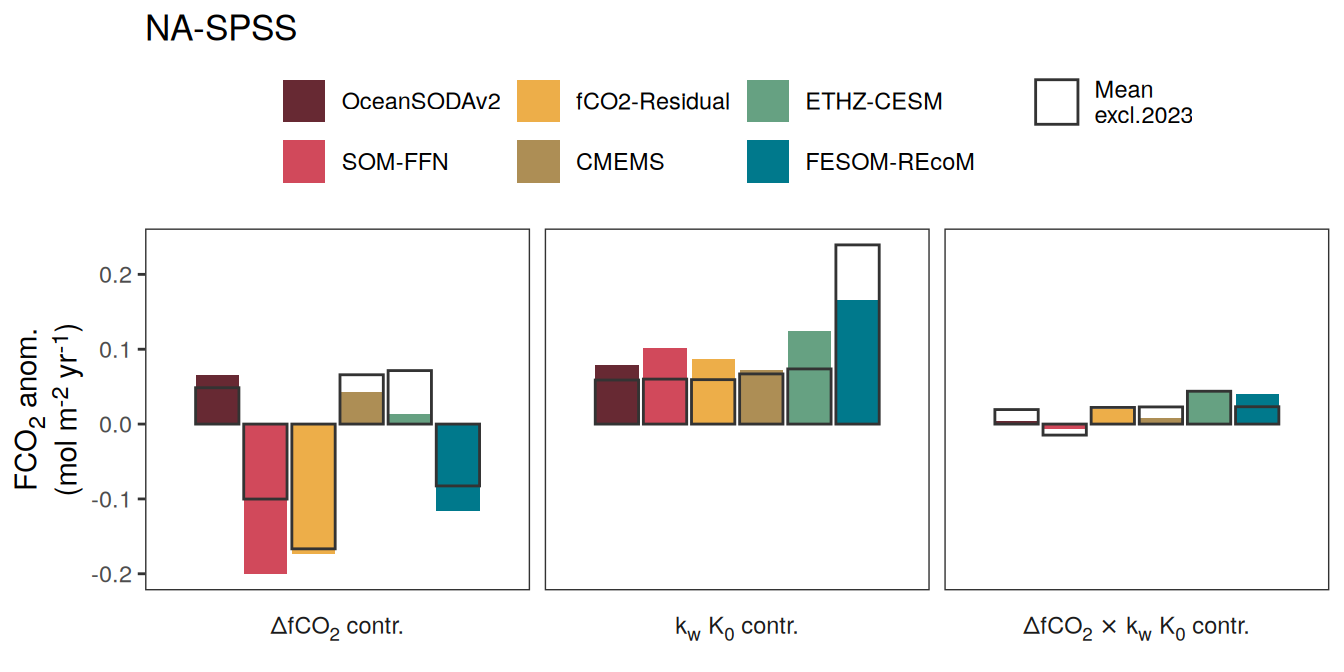 NA-SPSS
OceanSODAv2
fCO2-Residual
ETHZ-CESM
Mean
excl.2023
SOM-FFN
CMEMS
FESOM-REcoM
FCO₂ anom.
(mol m⁻² yr⁻¹)
0.2
0.1
0.0
-0.1
-0.2
ΔfCO₂ contr.
k_w K₀ contr.
ΔfCO₂ × k_w K₀ contr.